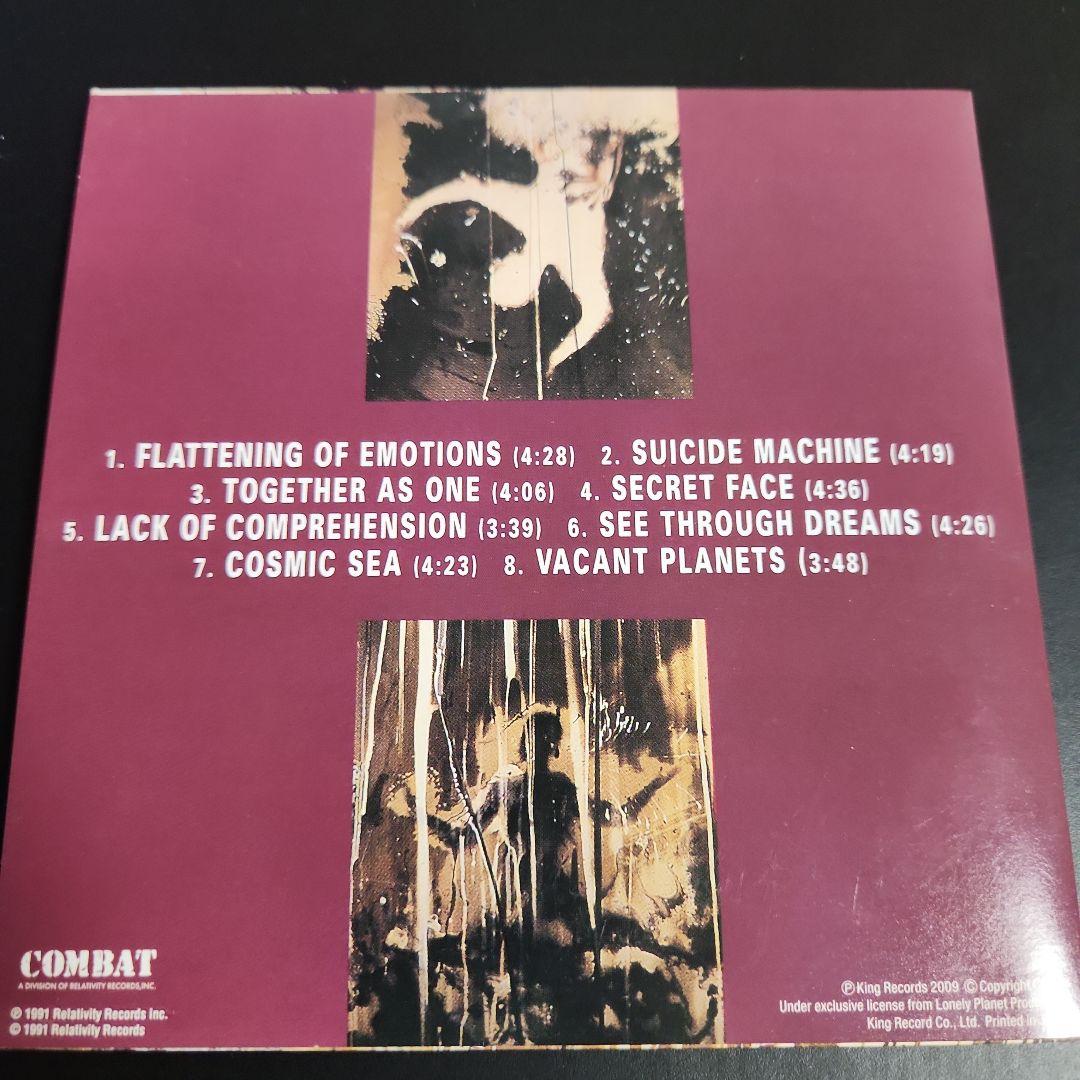 1. FLATTENING OF EMOTIONS (4:28) 2. SUICIDE MACHINE (4:19)
3. TOGETHER AS ONE (4:06) 4. SECRET FACE (4:36)
5. LACK OF COMPREHENSION (3:39) 6. SEE THROUGH DREAMS (4:26)
7. COSMIC SEA (4:23) 8. VACANT PLANETS (3:48)
COMBAT
A DIVISION OF RELATIVITY RECORDS, INC.
℗ 1991 Relativity Records Inc.
© 1991 Relativity Records
℗ King Records 2009 © Copyright
Under exclusive license from Lonely Planet
King Record Co., Ltd. Printed in